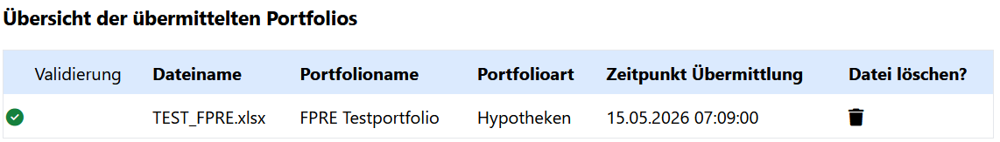 Übersicht der übermittelten Portfolios
Validierung Dateiname Portfolioname Portfolioart Zeitpunkt Übermittlung Datei löschen?
TEST_FPRE.xlsx FPRE Testportfolio Hypotheken 15.05.2026 07:09:00